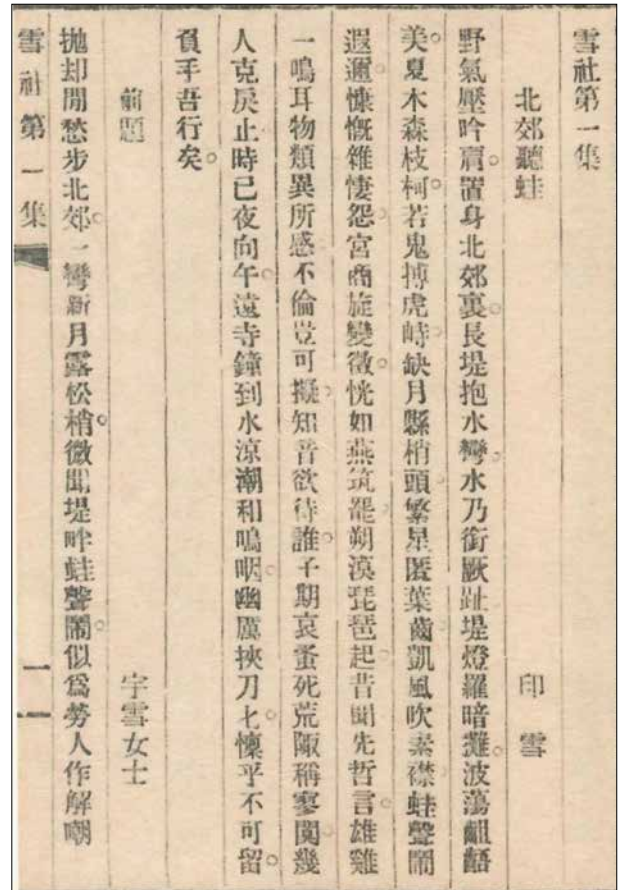 雪社第一集
北郊聽蛙　印雪
野氣壓吟肩。置身北郊裏。長堤抱水彎。水乃銜厥趾堤燈羅暗灘。波蕩齟齬
美。夏木森枝柯。若鬼搏虎峙。缺月縣梢頭。繁星匿葉齒凱風吹素襟。蛙聲鬧
遐邇。慷慨雜悽怨。宮商旋變徵。恍如燕筑罷。朔漠琵琶起。昔聞先哲言。雄雞
一鳴耳物類異所感不倫豈可擬。知音欲待誰。子期哀蚤死荒陬稱寥闃幾
人克戾止時已夜向午。遠寺鐘到水涼潮和鳴咽。幽厲挾刀匕。懍乎不可留。
負手吾行矣。
前題　宇雪女士
拋却閒愁步北郊。一彎新月露松梢。微聞堤畔蛙聲鬧。似爲勞人作解嘲
雪社第一集
一
一